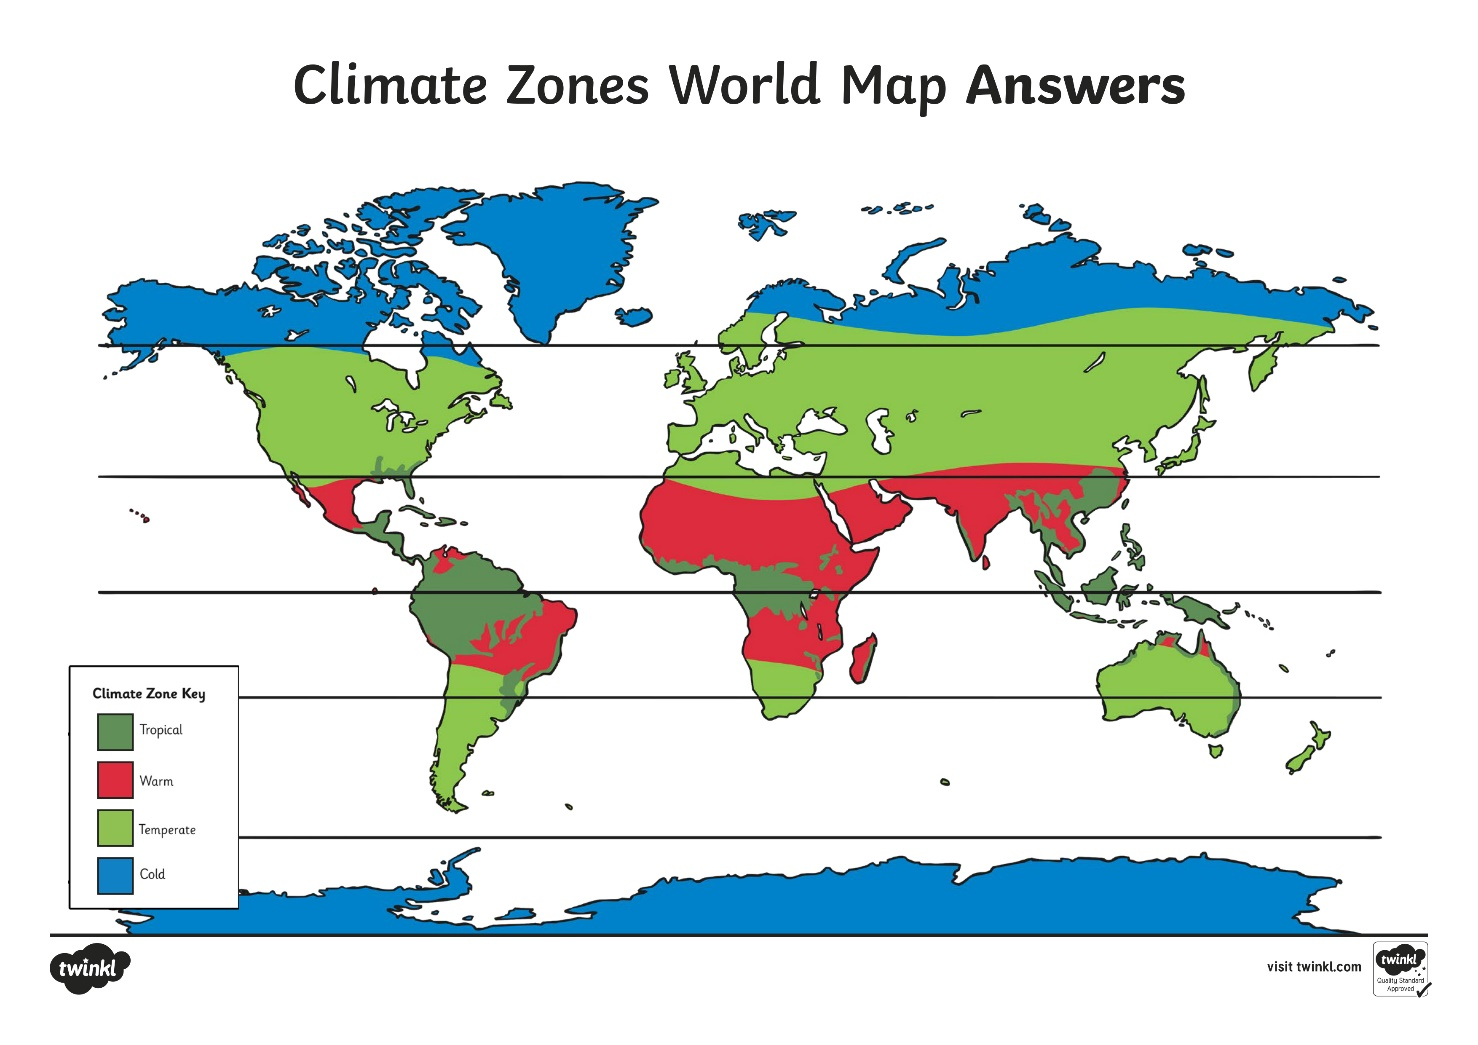 Climate Zones World Map Answers
Climate Zone Key
Tropical
Warm
Temperate
Cold
twinkl
visit twinkl.com
twinkl
Quality Standard
Approved